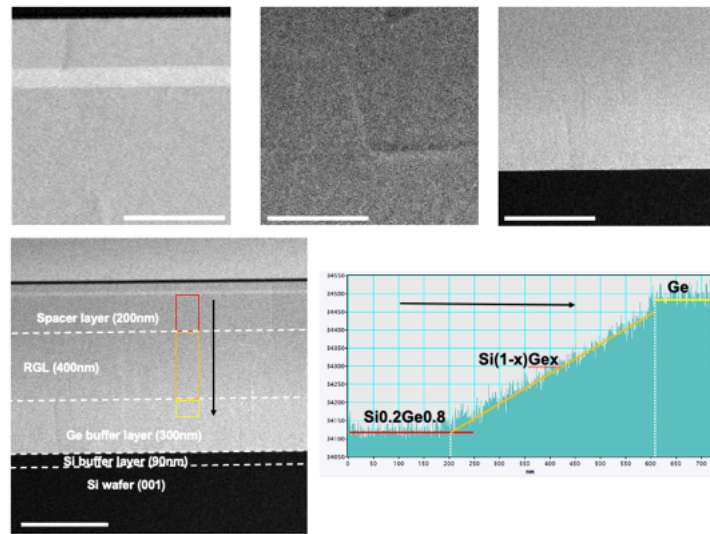 Spacer layer (200nm)
RGL (400nm)
Ge buffer layer (300nm)
Si buffer layer (90nm)
Si wafer (001)
34550
34500
34450
34400
34350
34300
34250
34200
34150
34100
34050
Ge
Si(1-x)Gex
Si0.2Ge0.8
0 50 100 150 200 250 300 350 400 450 500 550 600 650 700
nm